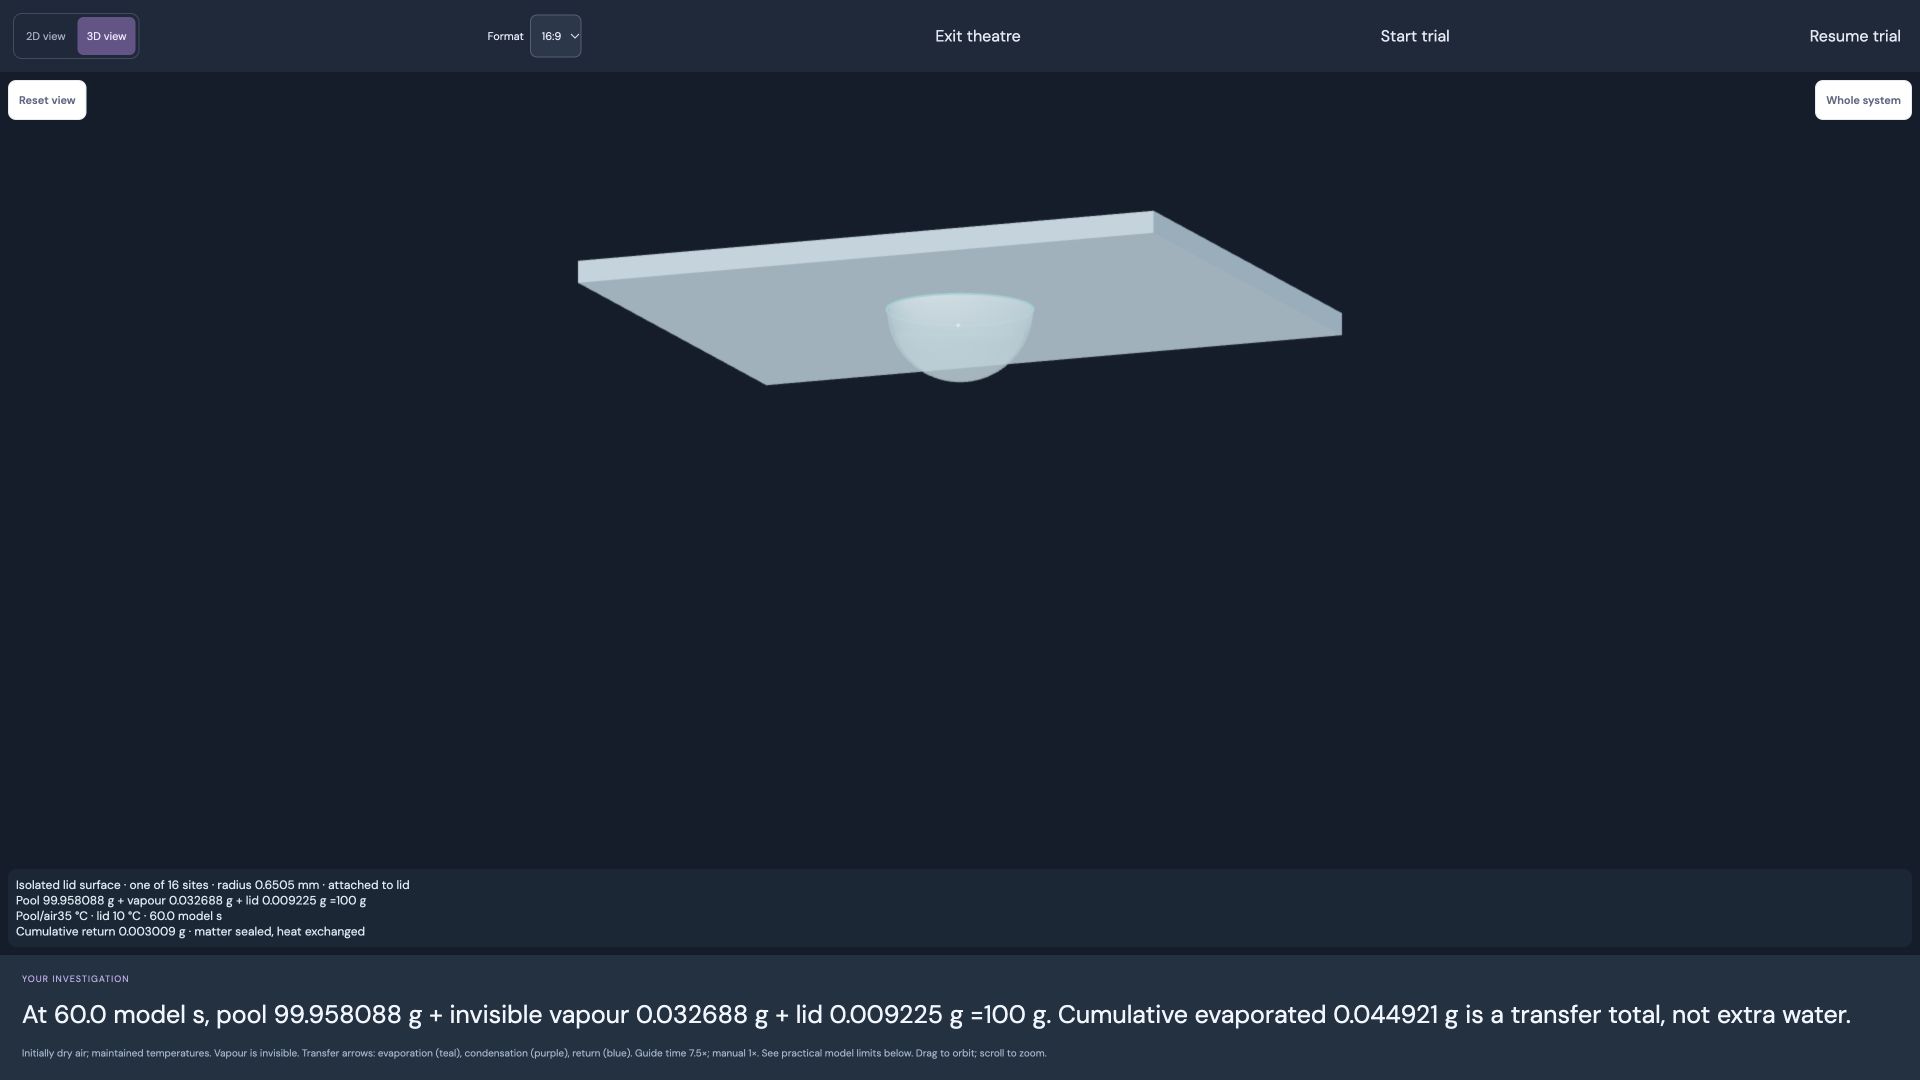 2D view
3D view
Format
16:9
Exit theatre
Start trial
Resume trial
Reset view
Whole system
Isolated lid surface · one of 16 sites · radius 0.6505 mm · attached to lid
Pool 99.958088 g + vapour 0.032688 g + lid 0.009225 g =100 g
Pool/air35 °C · lid 10 °C · 60.0 model s
Cumulative return 0.003009 g · matter sealed, heat exchanged
YOUR INVESTIGATION
At 60.0 model s, pool 99.958088 g + invisible vapour 0.032688 g + lid 0.009225 g =100 g. Cumulative evaporated 0.044921 g is a transfer total, not extra water.
Initially dry air; maintained temperatures. Vapour is invisible. Transfer arrows: evaporation (teal), condensation (purple), return (blue). Guide time 7.5×; manual 1×. See practical model limits below. Drag to orbit; scroll to zoom.